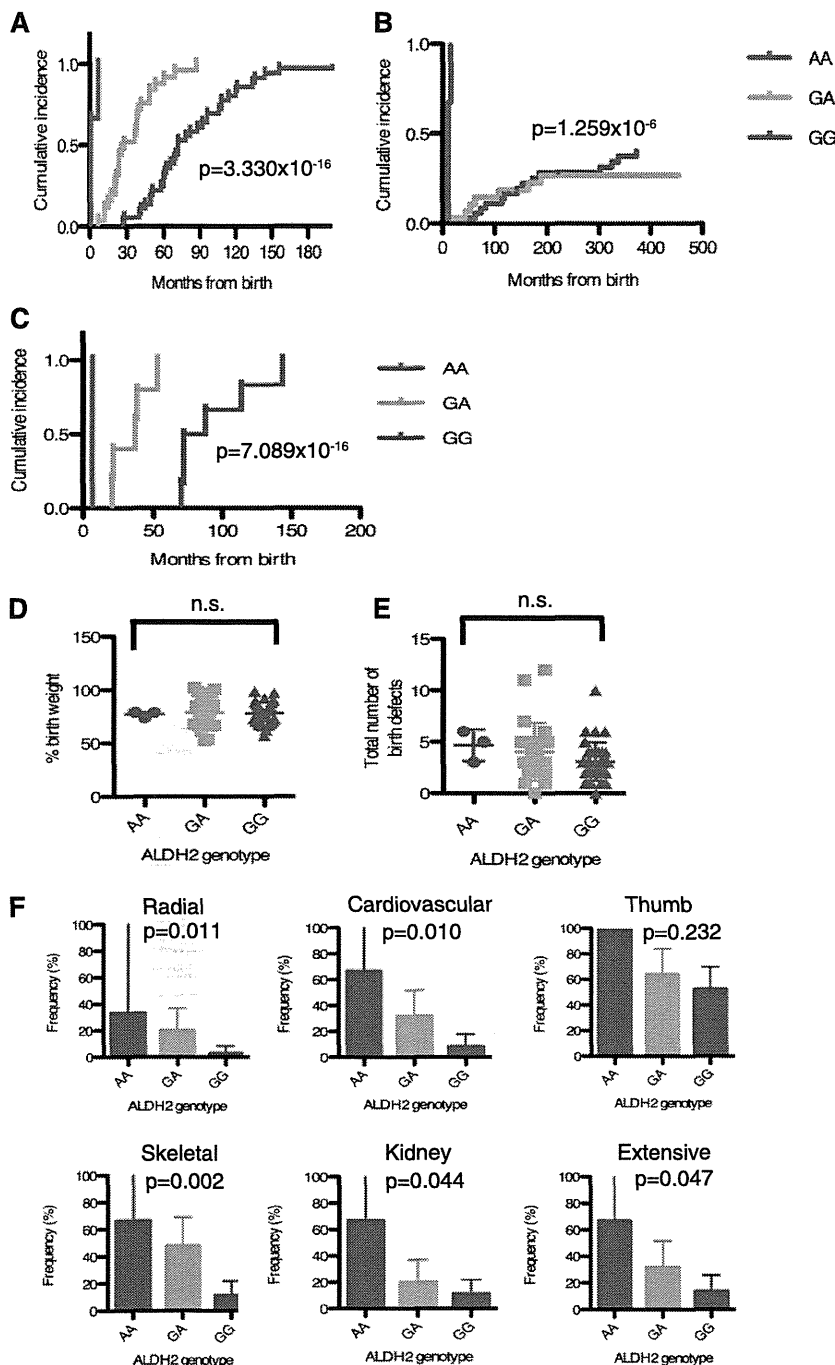 A
Cumulative incidence
1.0
0.5
0.0
p=3.330x10-16
0 30 60 90 120 150 180
Months from birth
B
Cumulative incidence
1.0
0.5
0
p=1.259x10-6
0 100 200 300 400 500
Months from birth
AA
GA
GG
C
Cumulative incidence
1.0
0.5
0.0
p=7.089x10-16
0 50 100 150 200
Months from birth
AA
GA
GG
D
n.s.
% birth weight
150
100
50
0
AA GA GG
ALDH2 genotype
E
n.s.
Total number of
birth defects
15
10
5
0
AA GA GG
ALDH2 genotype
F
Radial
p=0.011
Frequency (%)
100
80
60
40
20
0
AA GA GG
ALDH2 genotype
Cardiovascular
p=0.010
Frequency (%)
100
80
60
40
20
0
AA GA GG
ALDH2 genotype
Thumb
p=0.232
Frequency (%)
100
80
60
40
20
0
AA GA GG
ALDH2 genotype
Skeletal
p=0.002
Frequency (%)
100
80
60
40
20
0
AA GA GG
ALDH2 genotype
Kidney
p=0.044
Frequency (%)
100
80
60
40
20
0
AA GA GG
ALDH2 genotype
Extensive
p=0.047
Frequency (%)
100
80
60
40
20
0
AA GA GG
ALDH2 genotype